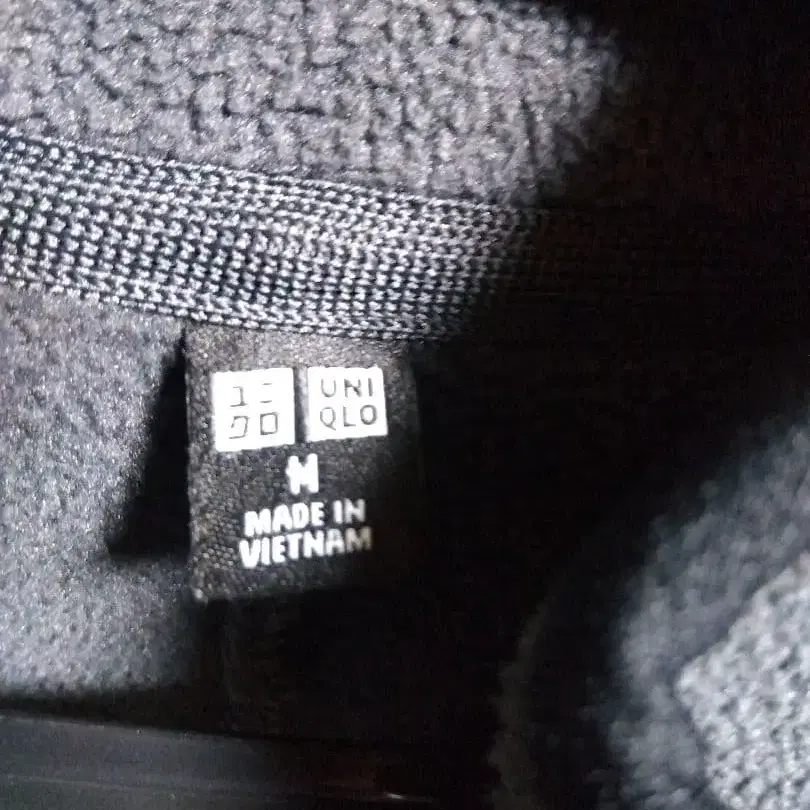 ユニ UNI
クロ QLO
M
MADE IN
VIETNAM